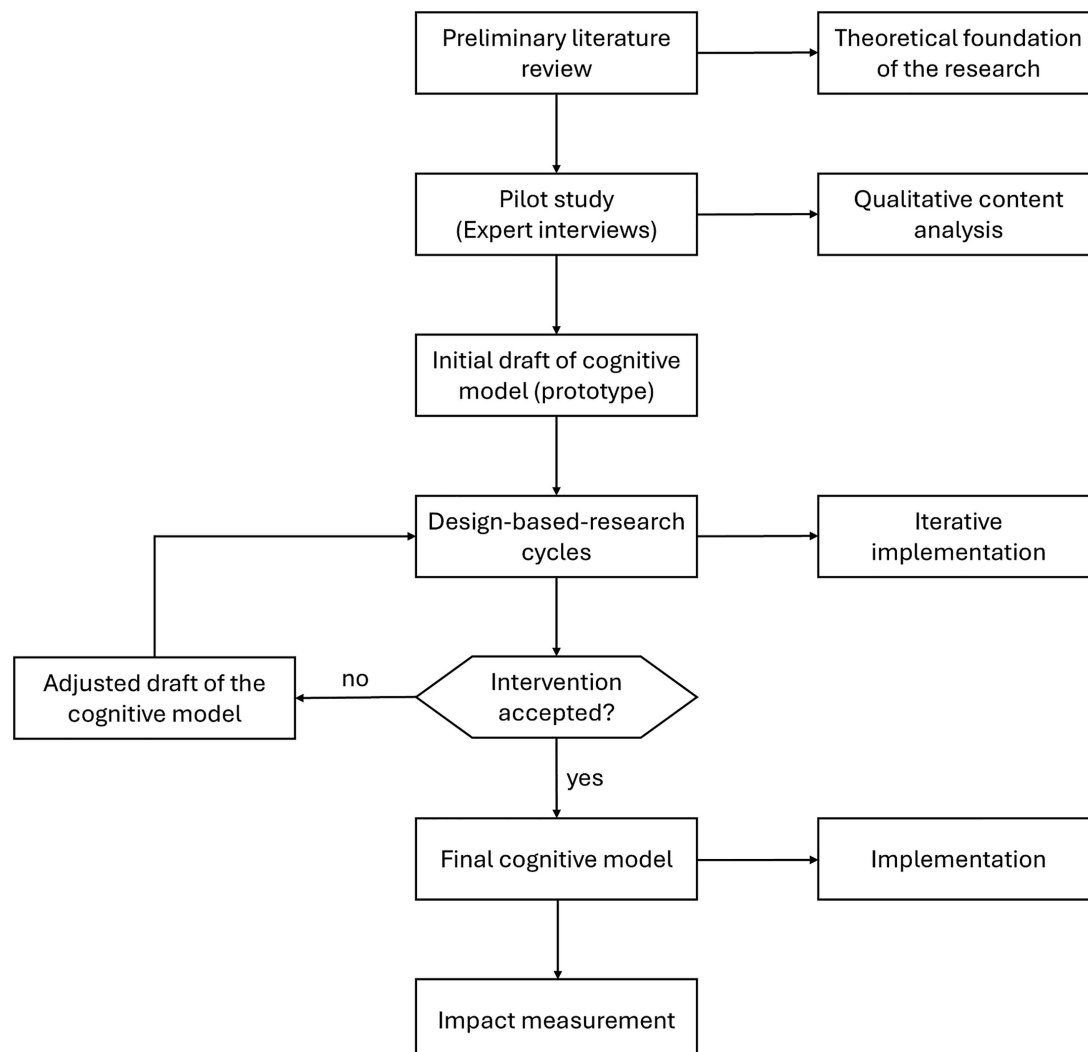 Preliminary literature
review
Theoretical foundation
of the research
Pilot study
(Expert interviews)
Qualitative content
analysis
Initial draft of cognitive
model (prototype)
Design-based-research
cycles
Iterative
implementation
Adjusted draft of the
cognitive model
no
Intervention
accepted?
yes
Final cognitive model
Implementation
Impact measurement